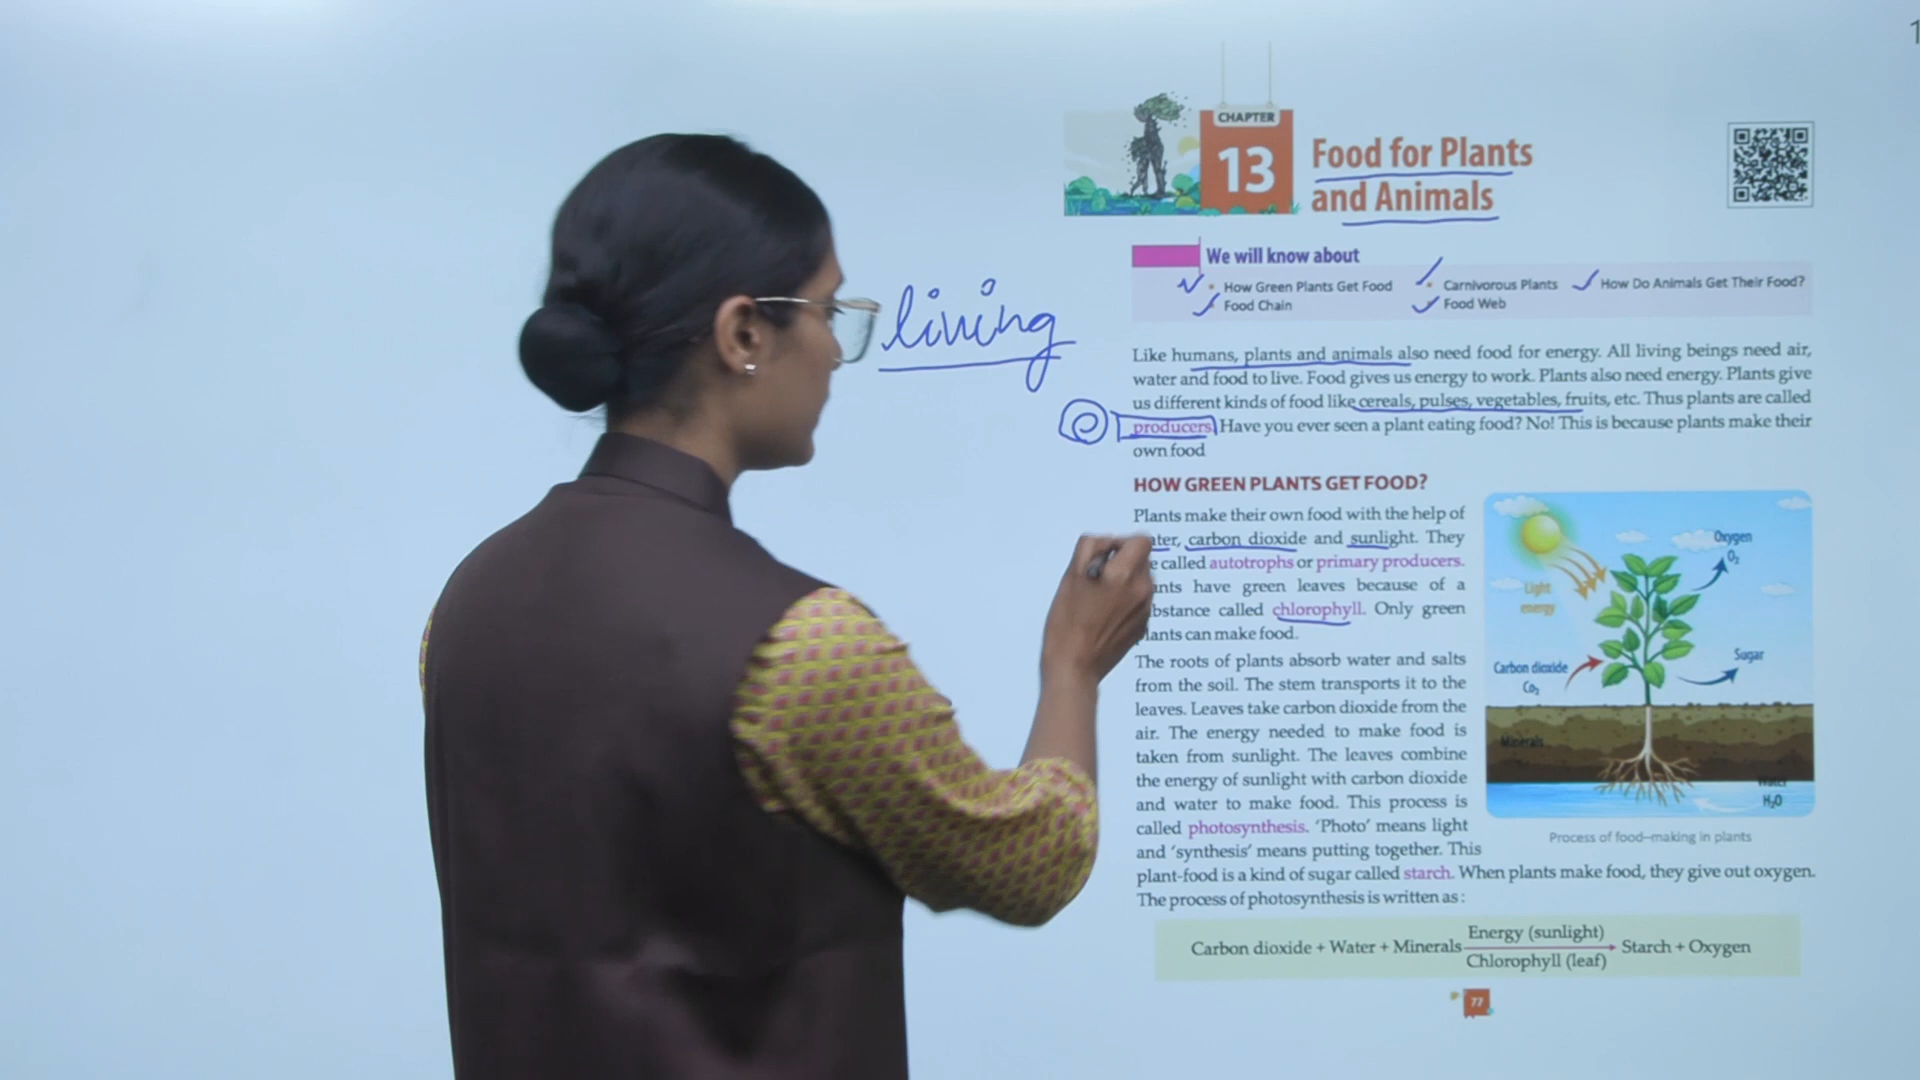 1
CHAPTER
13
Food for Plants
and Animals
We will know about
• How Green Plants Get Food
• Carnivorous Plants
How Do Animals Get Their Food?
Food Chain
Food Web
living
Like humans, plants and animals also need food for energy. All living beings need air,
water and food to live. Food gives us energy to work. Plants also need energy. Plants give
us different kinds of food like cereals, pulses, vegetables, fruits, etc. Thus plants are called
producers. Have you ever seen a plant eating food? No! This is because plants make their
own food
HOW GREEN PLANTS GET FOOD?
Plants make their own food with the help of
ater, carbon dioxide and sunlight. They
e called autotrophs or primary producers.
ants have green leaves because of a
bstance called chlorophyll. Only green
plants can make food.
The roots of plants absorb water and salts
from the soil. The stem transports it to the
leaves. Leaves take carbon dioxide from the
air. The energy needed to make food is
taken from sunlight. The leaves combine
the energy of sunlight with carbon dioxide
and water to make food. This process is
called photosynthesis. 'Photo' means light
and 'synthesis' means putting together. This
plant-food is a kind of sugar called starch. When plants make food, they give out oxygen.
The process of photosynthesis is written as :
Oxygen
O₂
Light
energy
Sugar
Carbon dioxide
Co₂
Minerals
Water
H₂O
Process of food–making in plants
Energy (sunlight)
Carbon dioxide + Water + Minerals → Starch + Oxygen
Chlorophyll (leaf)
77